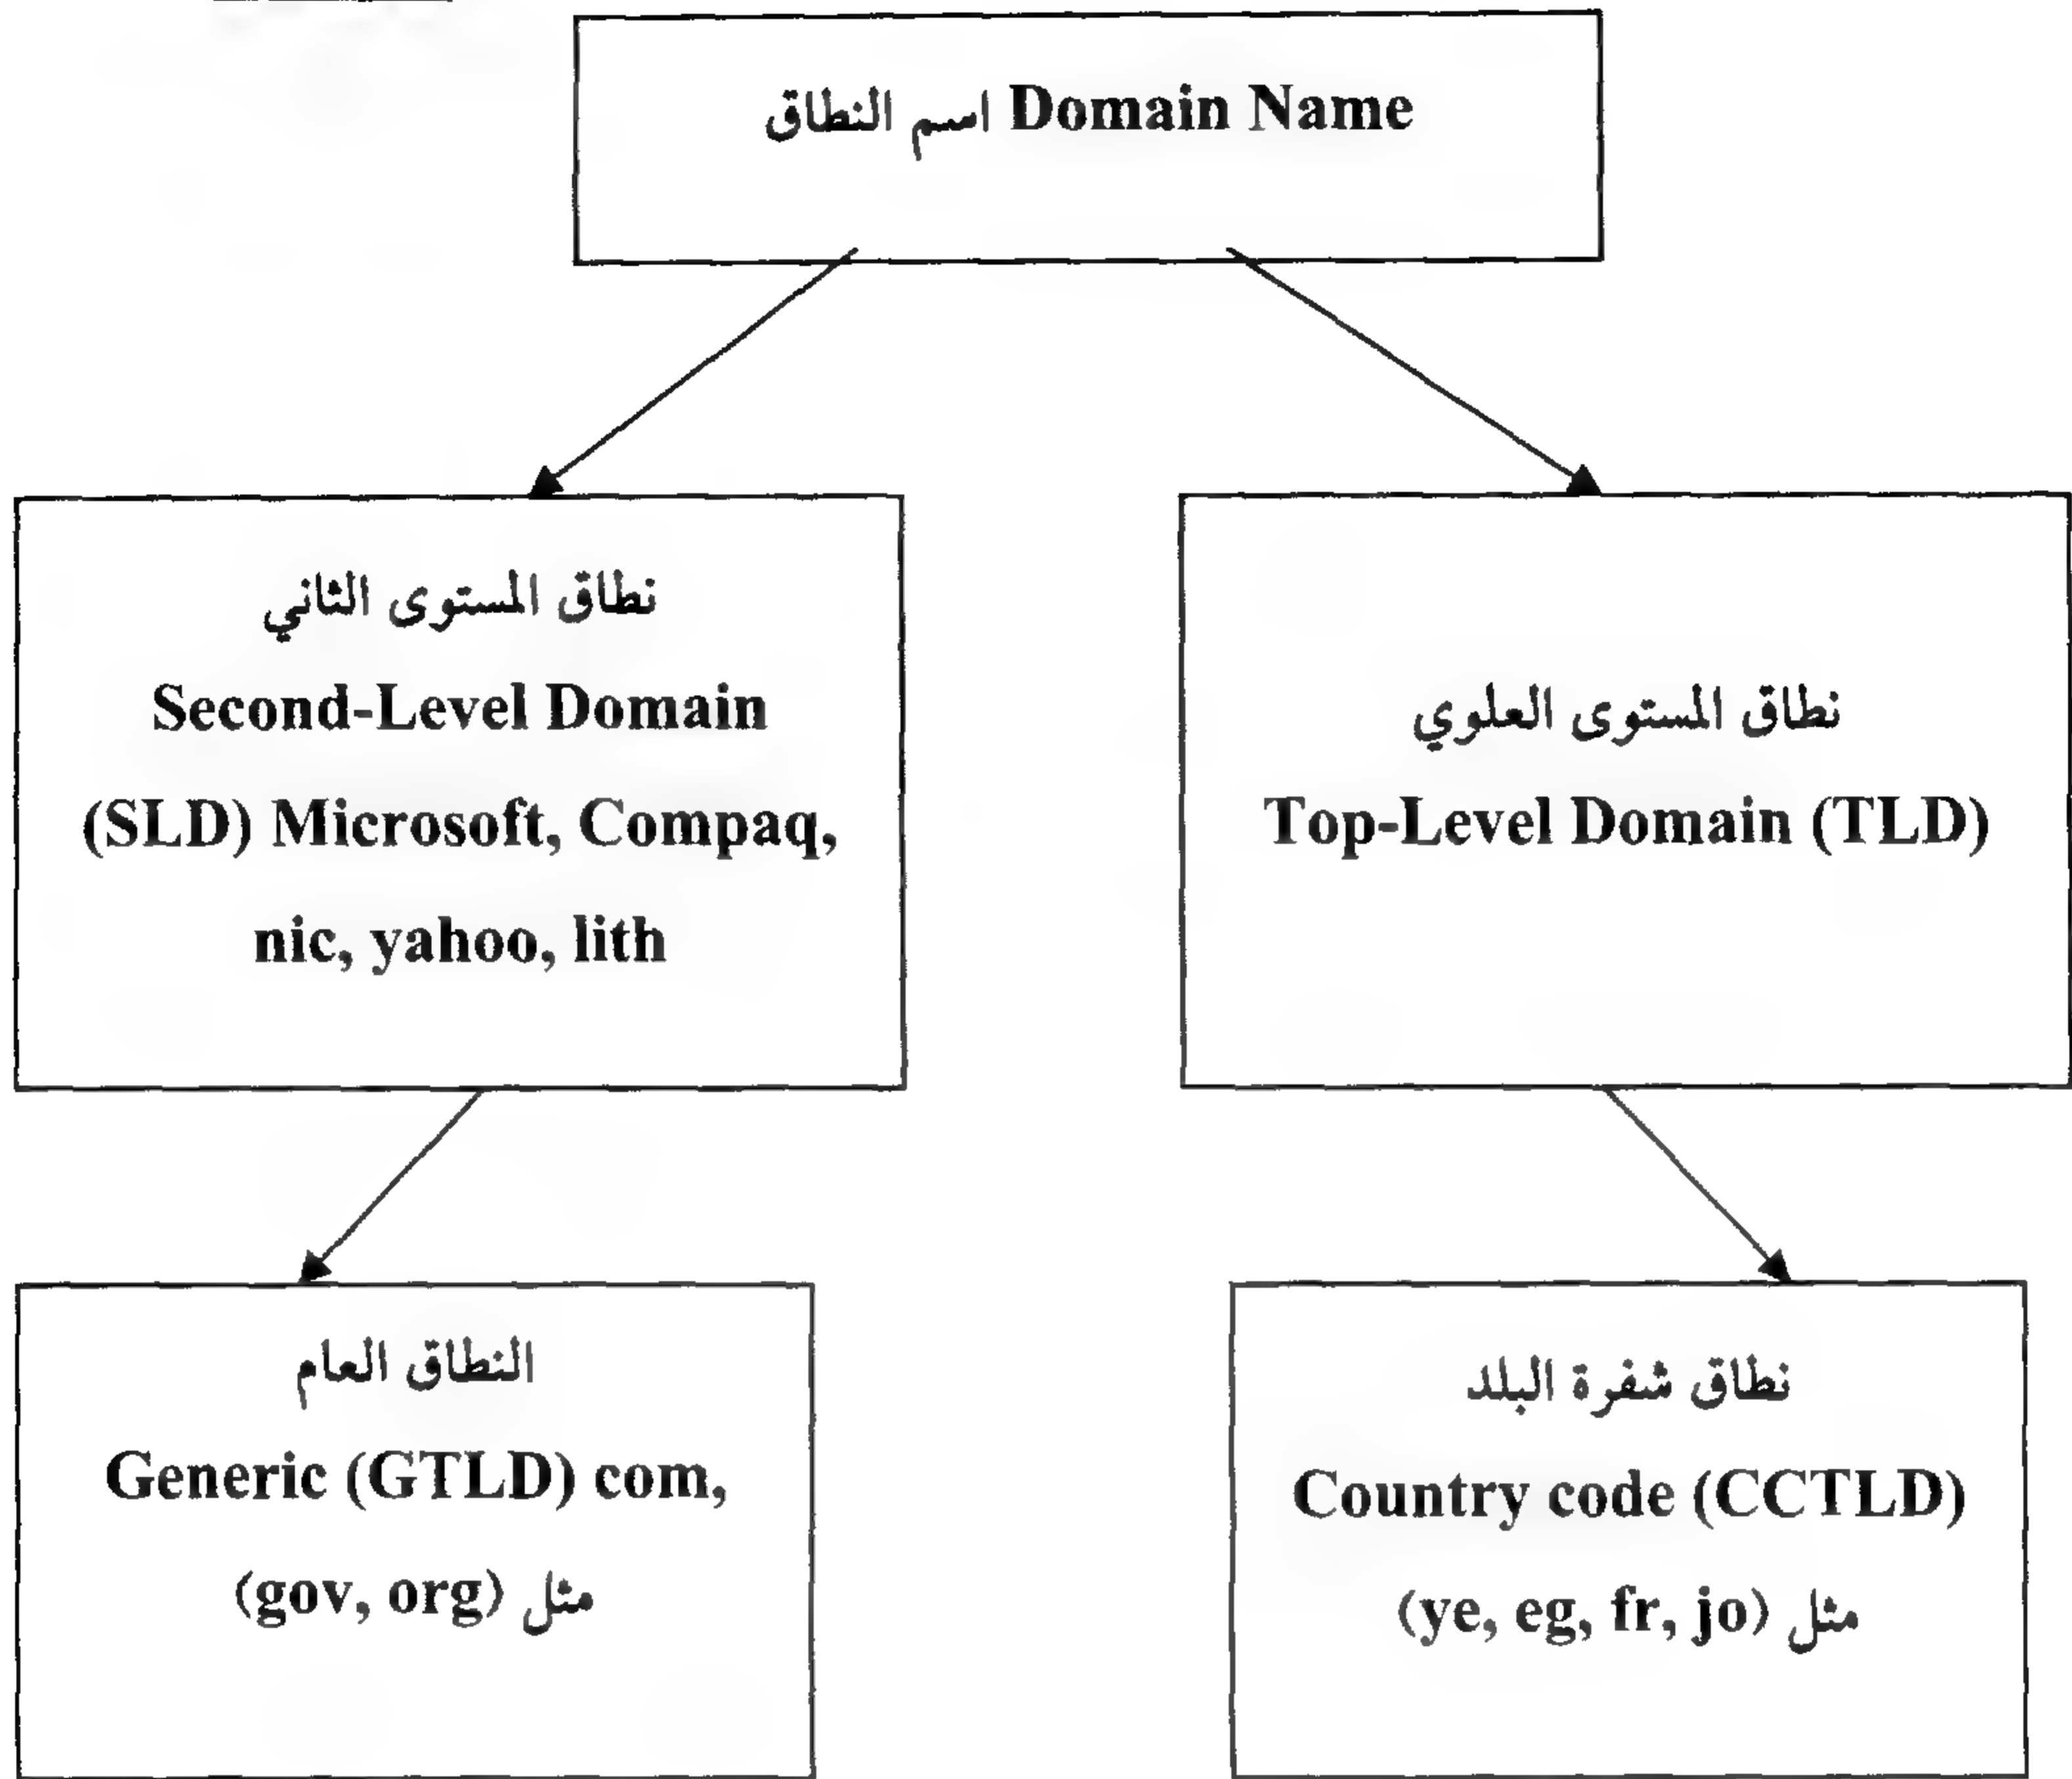 اسم النطاق Domain Name
نطاق المستوى الثاني
Second-Level Domain
(SLD) Microsoft, Compaq,
nic, yahoo, lith
نطاق المستوى العلوي
Top-Level Domain (TLD)
النطاق العام
Generic (GTLD) com,
مثل (gov, org)
نطاق شفرة البلد
Country code (CCTLD)
مثل (ye, eg, fr, jo)